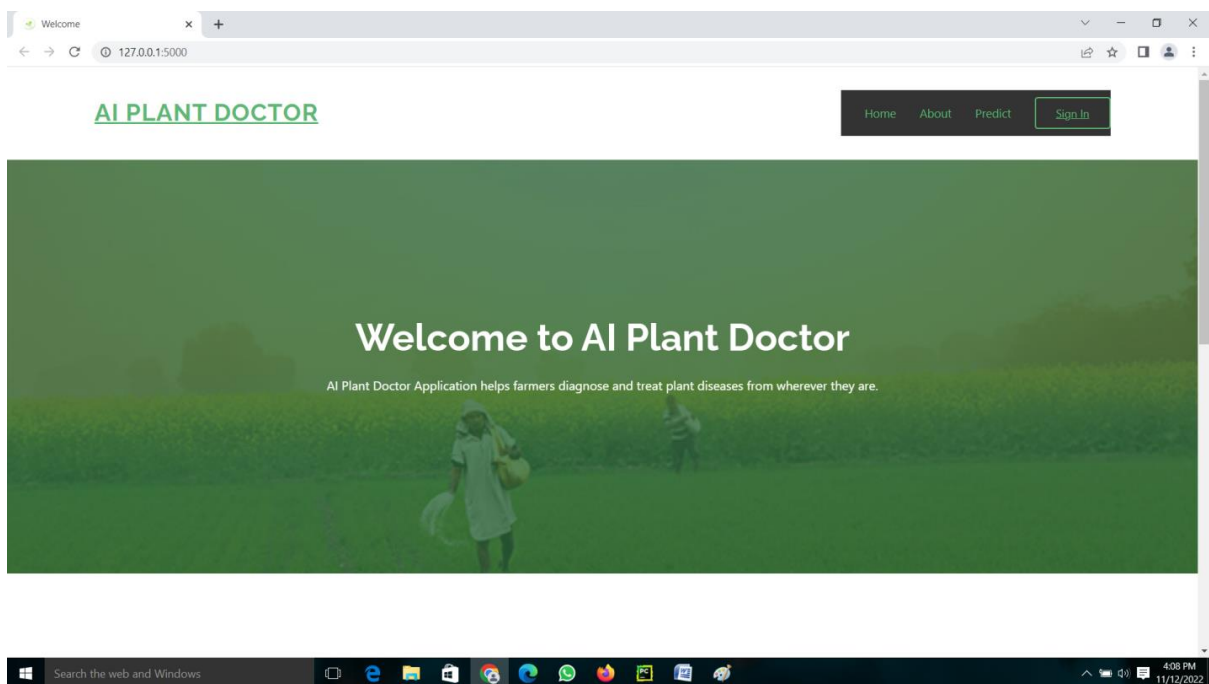 Welcome
127.0.0.1:5000
AI PLANT DOCTOR
Home About Predict Sign In
Welcome to AI Plant Doctor
AI Plant Doctor Application helps farmers diagnose and treat plant diseases from wherever they are.
Search the web and Windows
PC
4:08 PM
11/12/2022